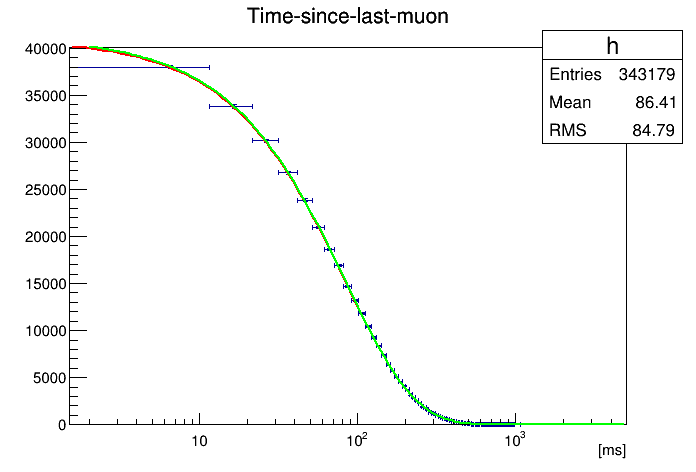 Time-since-last-muon
h
Entries 343179
Mean 86.41
RMS 84.79
40000
35000
30000
25000
20000
15000
10000
5000
0
10 10² 10³
[ms]